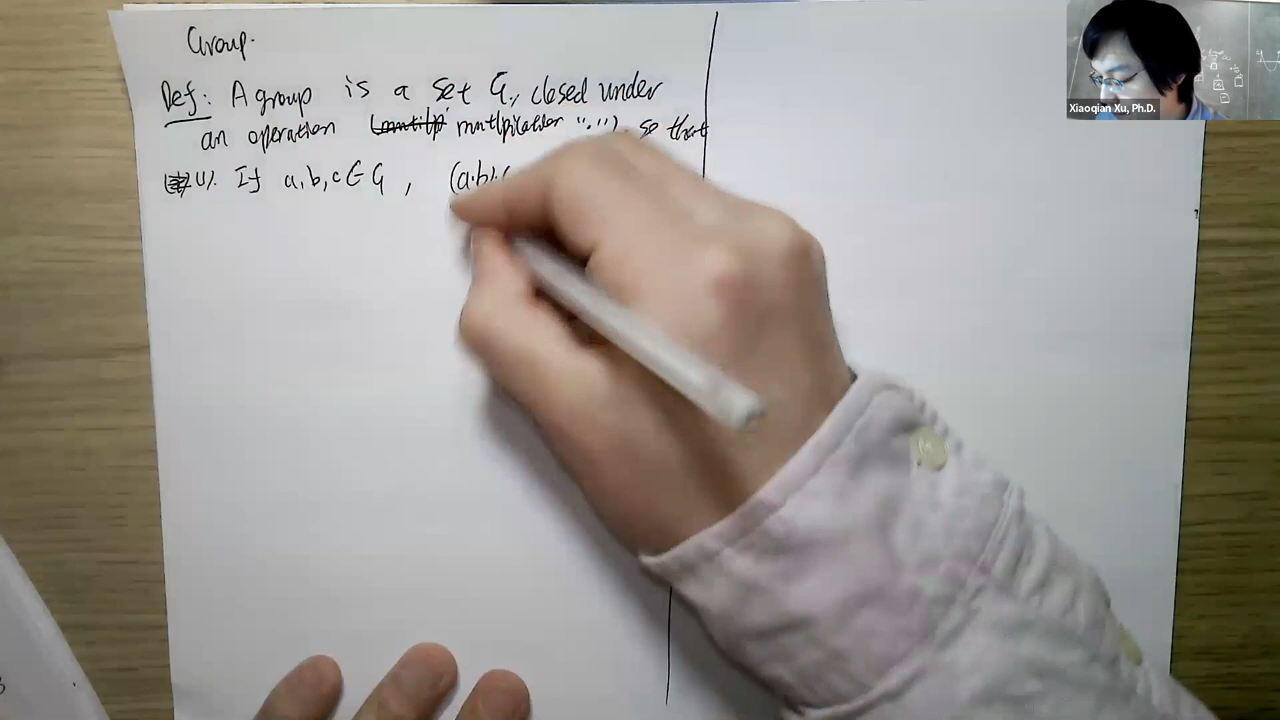 Group.
Def: A group is a set G, closed under
an operation multiplication "·"). so that
(1). If a, b, c ∈ G , (a·b)·
Xiaoqian Xu, Ph.D.